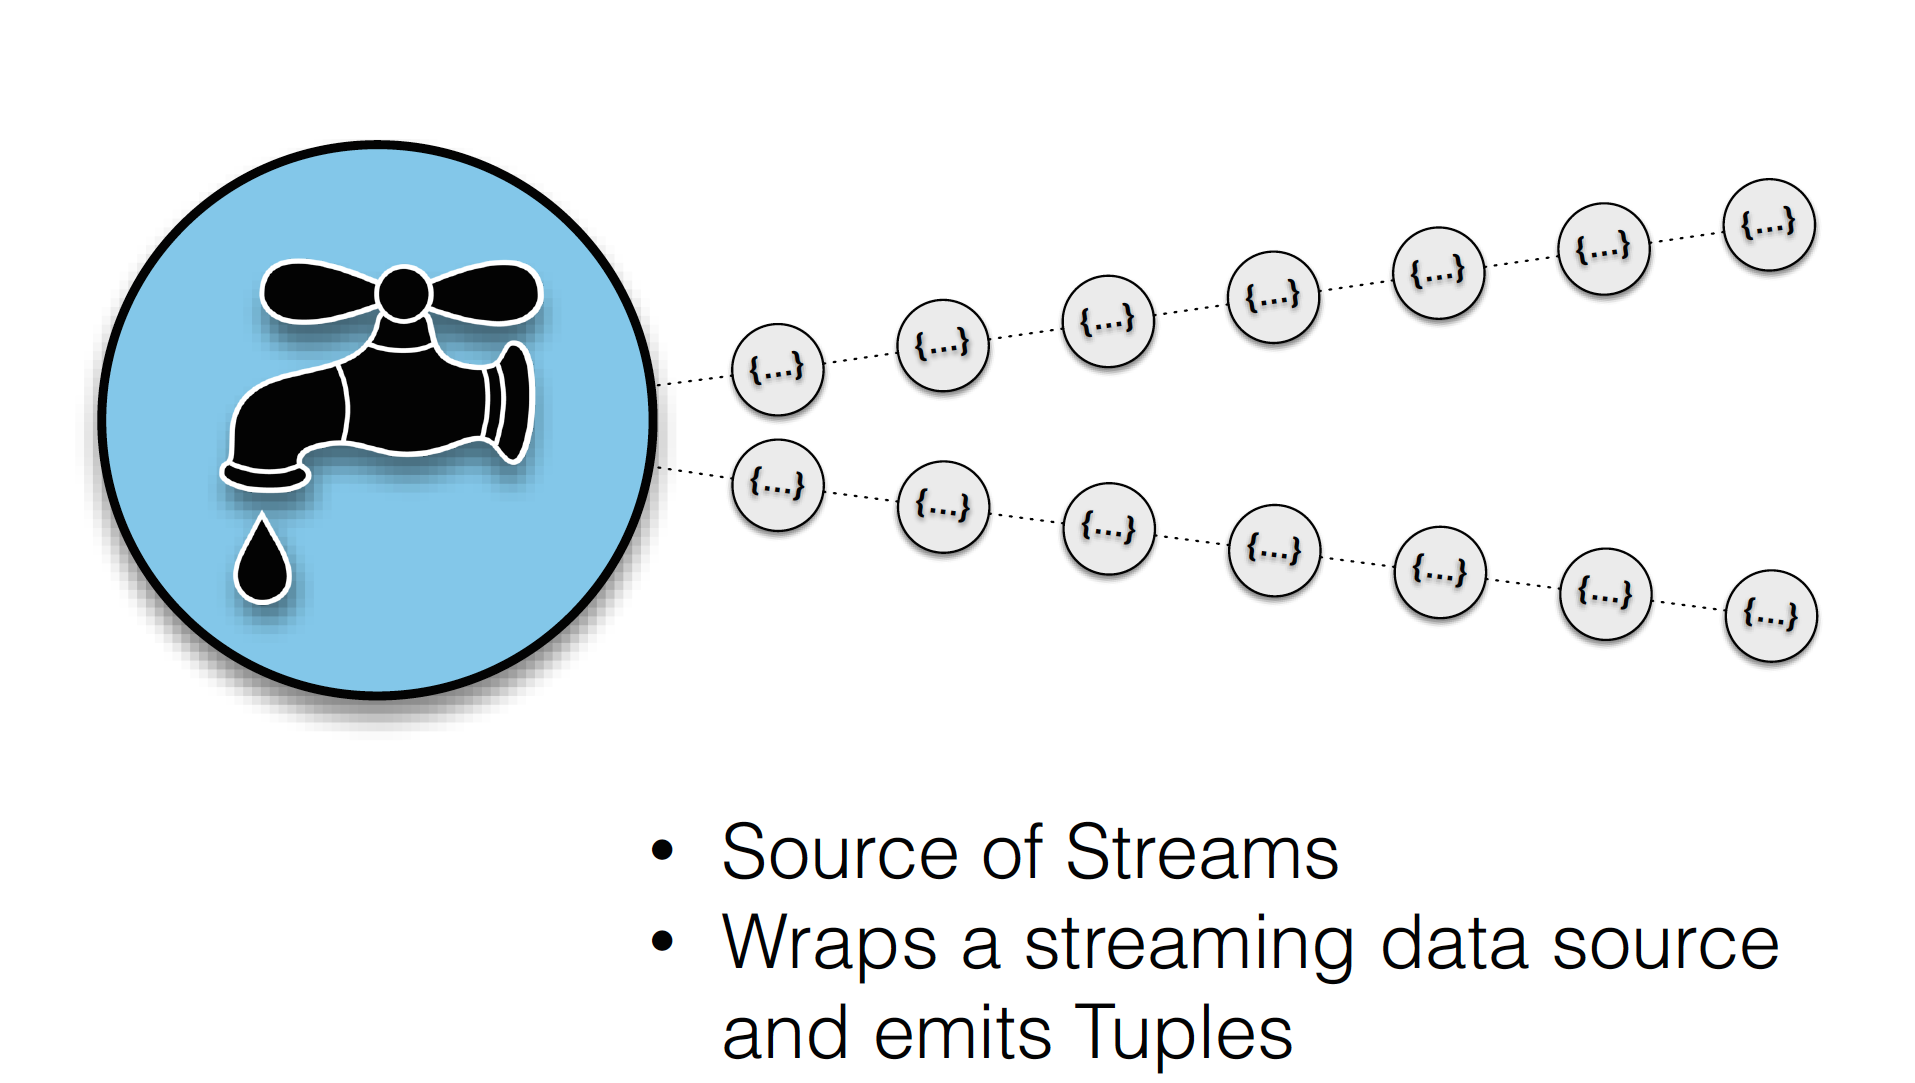 {...} {...} {...} {...} {...} {...} {...}
{...} {...} {...} {...} {...} {...} {...}
• Source of Streams
• Wraps a streaming data source
and emits Tuples